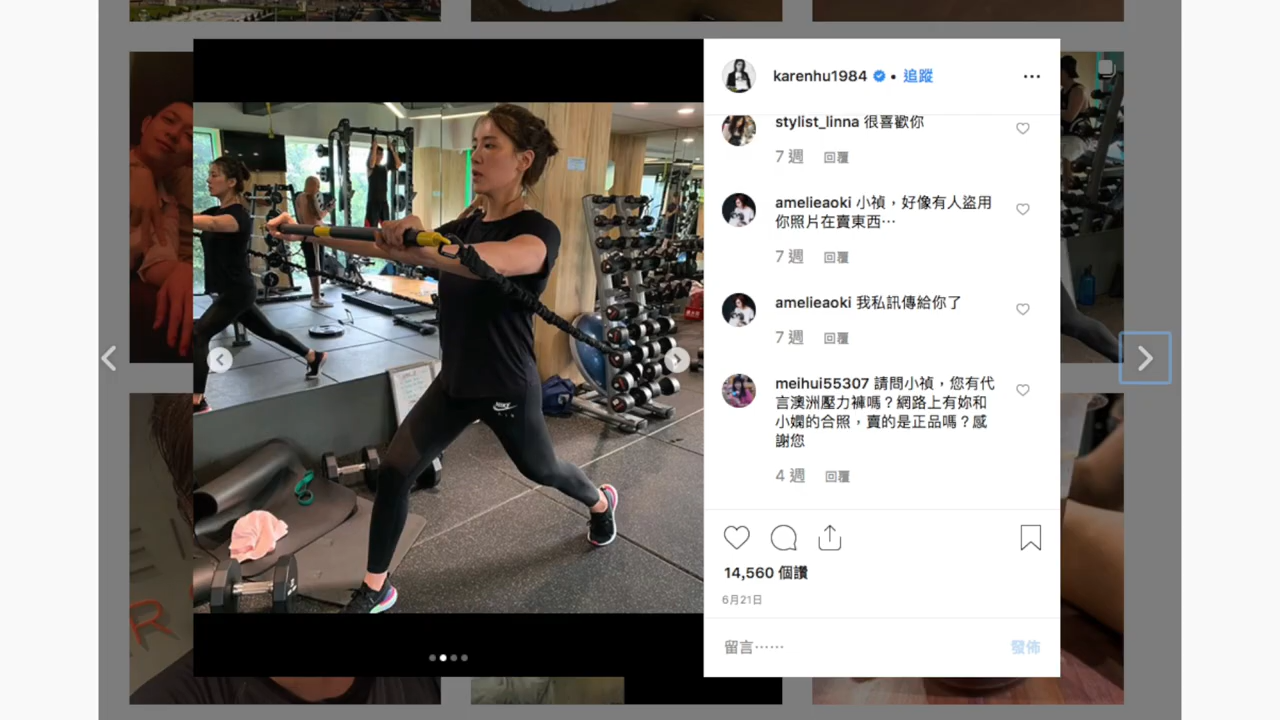 karenhu1984 • 追蹤
stylist_linna 很喜歡你
7 週 回覆
amelieaoki 小禎，好像有人盜用
你照片在賣東西⋯
7 週 回覆
amelieaoki 我私訊傳給你了
7 週 回覆
meihui55307 請問小禎，您有代
言澳洲壓力褲嗎？網路上有妳和
小嫻的合照，賣的是正品嗎？感
謝您
4 週 回覆
14,560 個讚
6月21日
留言⋯⋯
發佈